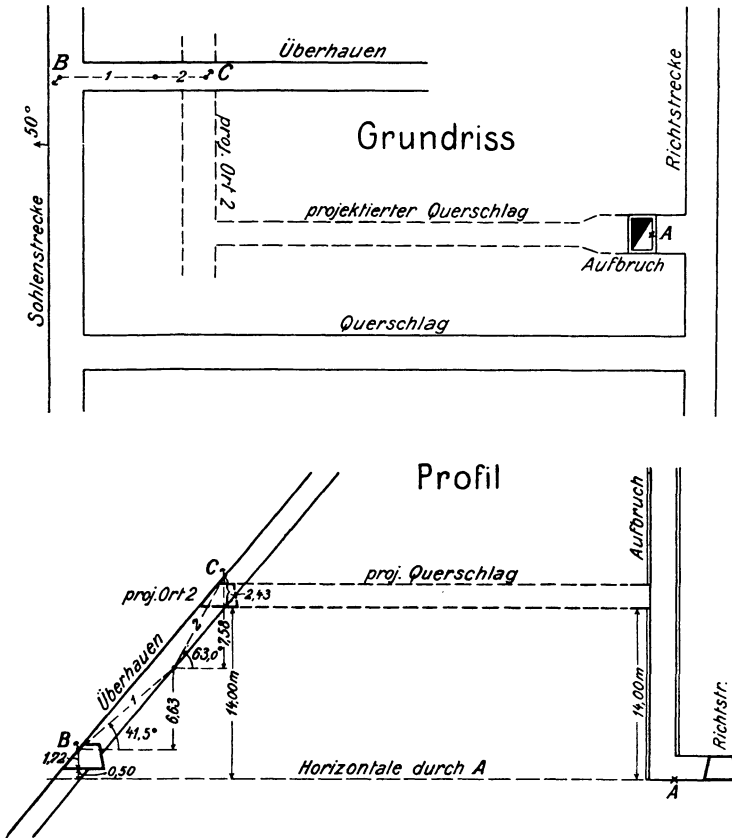 Überhauen
B
1
2
C
Richtstrecke
50°
Grundriss
proj. Ort 2
projektierter Querschlag
A
Aufbruch
Sohlenstrecke
Querschlag
Profil
Aufbruch
C
proj. Querschlag
proj. Ort 2
2,43
2
7,58
63,0°
Überhauen
14,00m
14,00m
6,63
1
41,5°
Richtstr.
B
1,72
0,50
Horizontale durch A
A